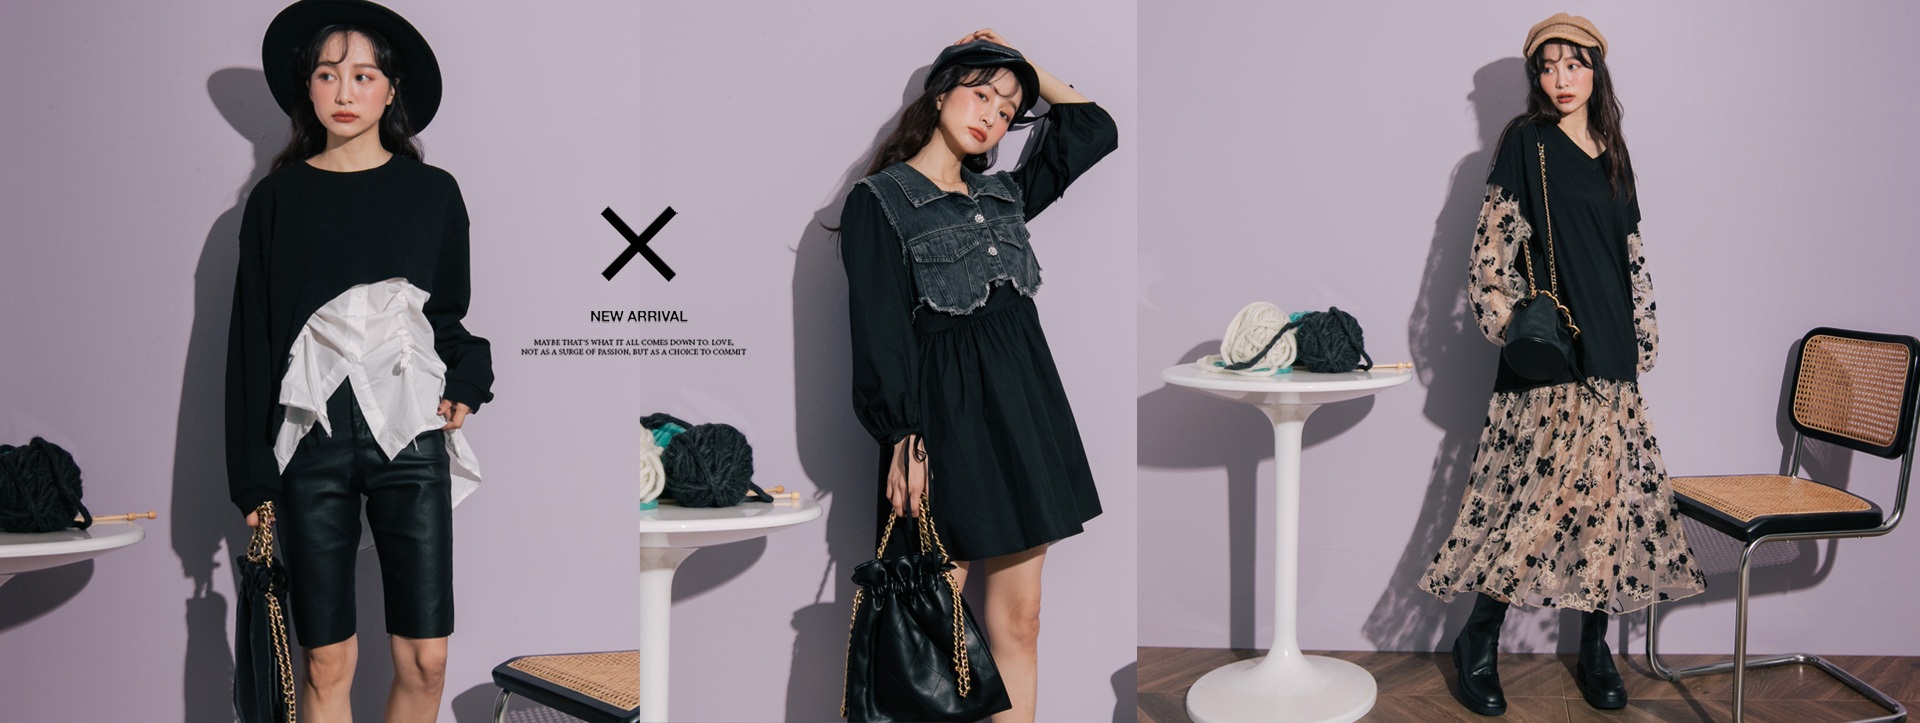 NEW ARRIVAL
MAYBE THAT'S WHAT IT ALL COMES DOWN TO. LOVE,
NOT AS A SURGE OF PASSION, BUT AS A CHOICE TO COMMIT